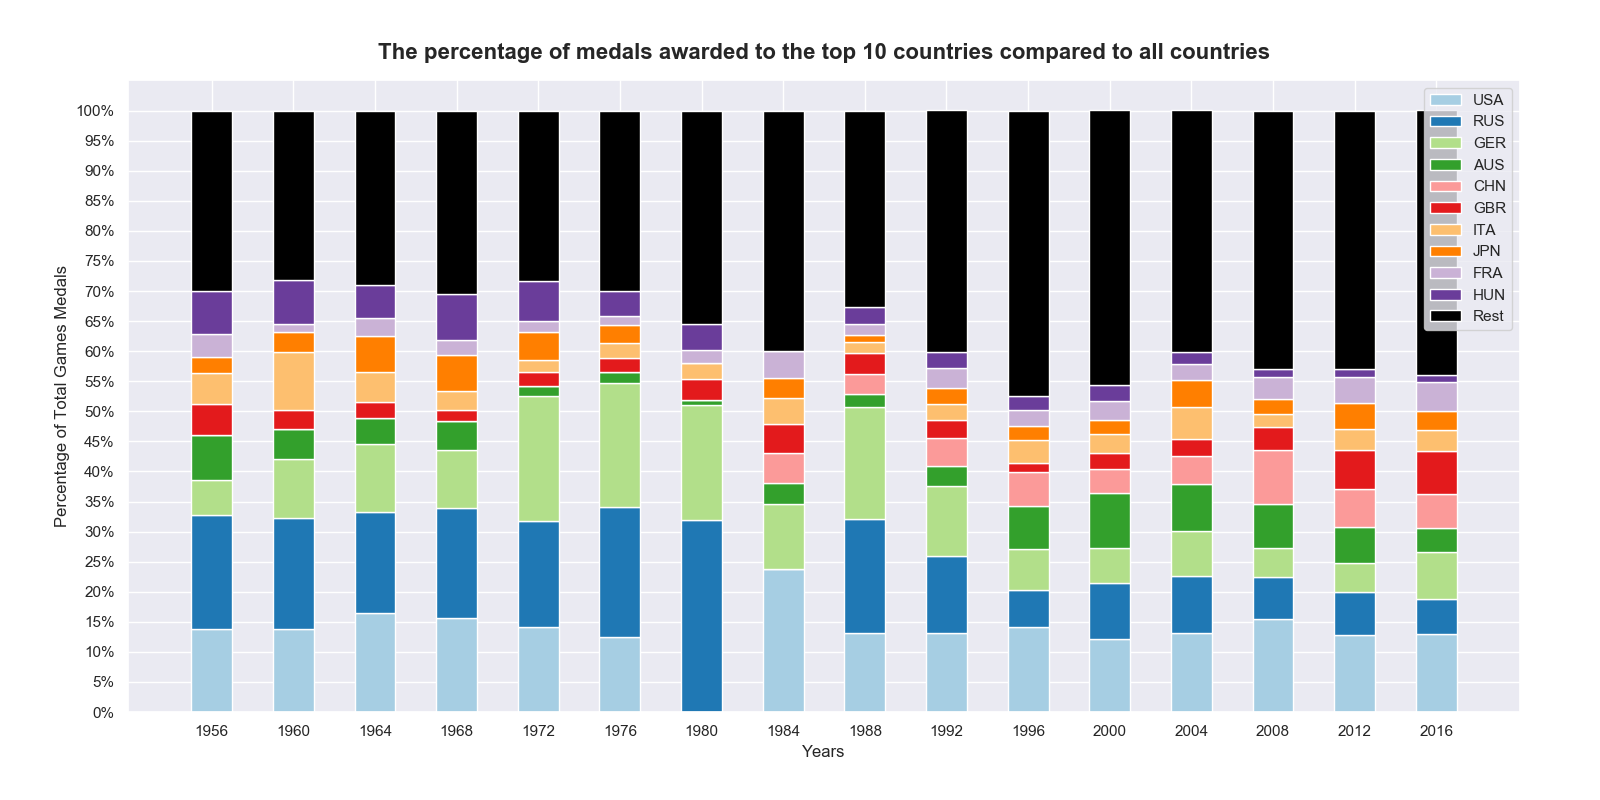 The percentage of medals awarded to the top 10 countries compared to all countries
Percentage of Total Games Medals
100%
95%
90%
85%
80%
75%
70%
65%
60%
55%
50%
45%
40%
35%
30%
25%
20%
15%
10%
5%
0%
USA
RUS
GER
AUS
CHN
GBR
ITA
JPN
FRA
HUN
Rest
1956 1960 1964 1968 1972 1976 1980 1984 1988 1992 1996 2000 2004 2008 2012 2016
Years